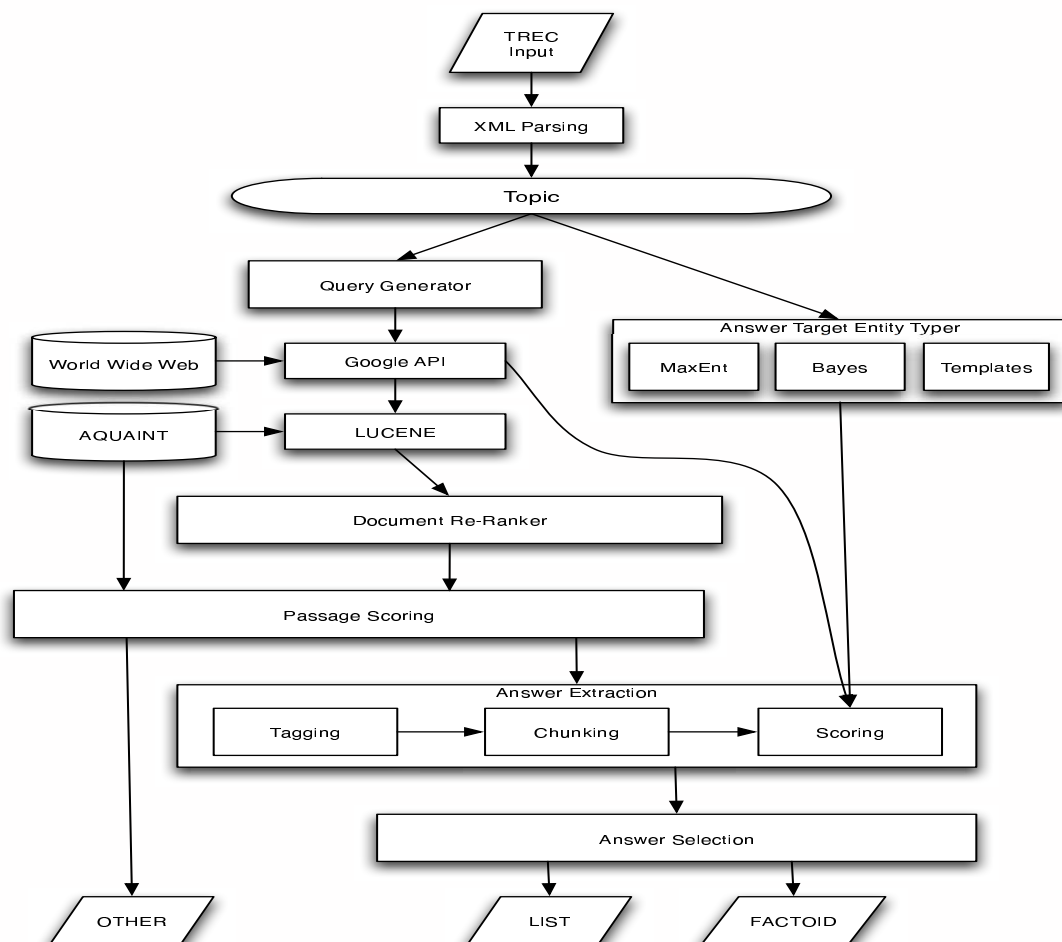 TREC
Input
XML Parsing
Topic
Query Generator
Answer Target Entity Typer
World Wide Web
Google API
MaxEnt
Bayes
Templates
AQUAINT
LUCENE
Document Re-Ranker
Passage Scoring
Answer Extraction
Tagging
Chunking
Scoring
Answer Selection
OTHER
LIST
FACTOID